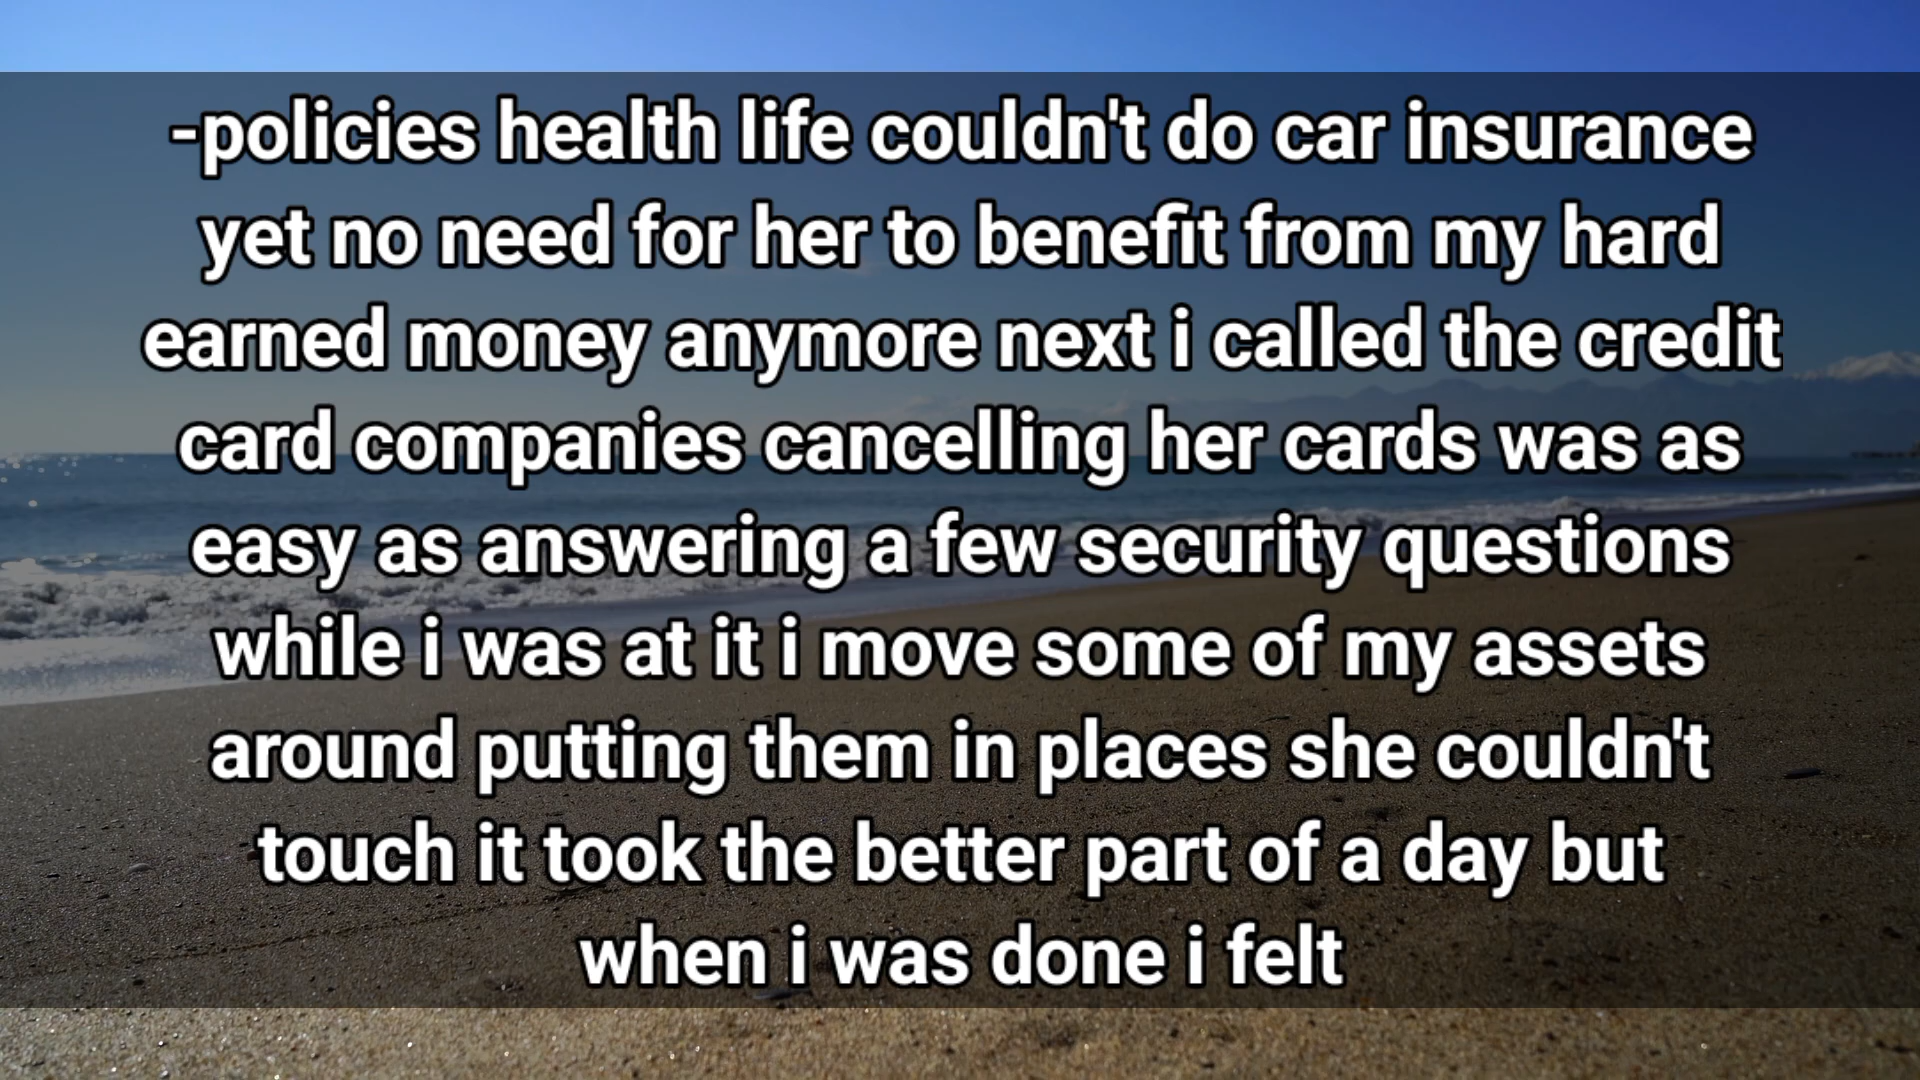 -policies health life couldn't do car insurance
yet no need for her to benefit from my hard
earned money anymore next i called the credit
card companies cancelling her cards was as
easy as answering a few security questions
while i was at it i move some of my assets
around putting them in places she couldn't
touch it took the better part of a day but
when i was done i felt